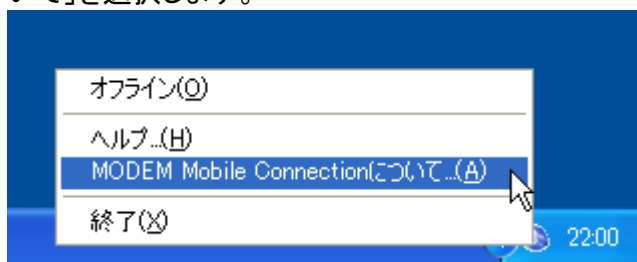 いて」を選択します。
オフライン(O)
ヘルプ...(H)
MODEM Mobile Connectionについて...(A)
終了(X)
22:00